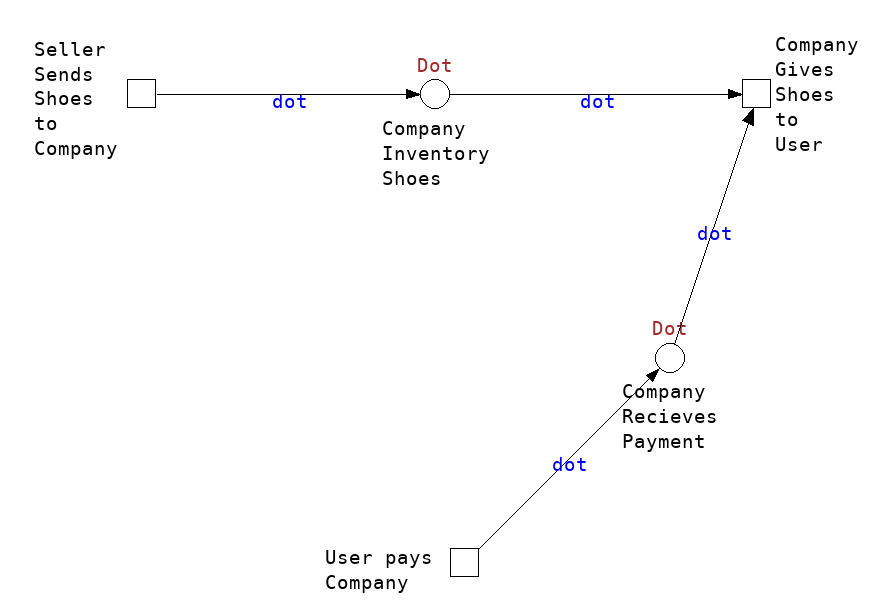 Seller
Sends
Shoes
to
Company
dot
Dot
Company
Inventory
Shoes
dot
Company
Gives
Shoes
to
User
dot
Dot
Company
Recieves
Payment
dot
User pays
Company